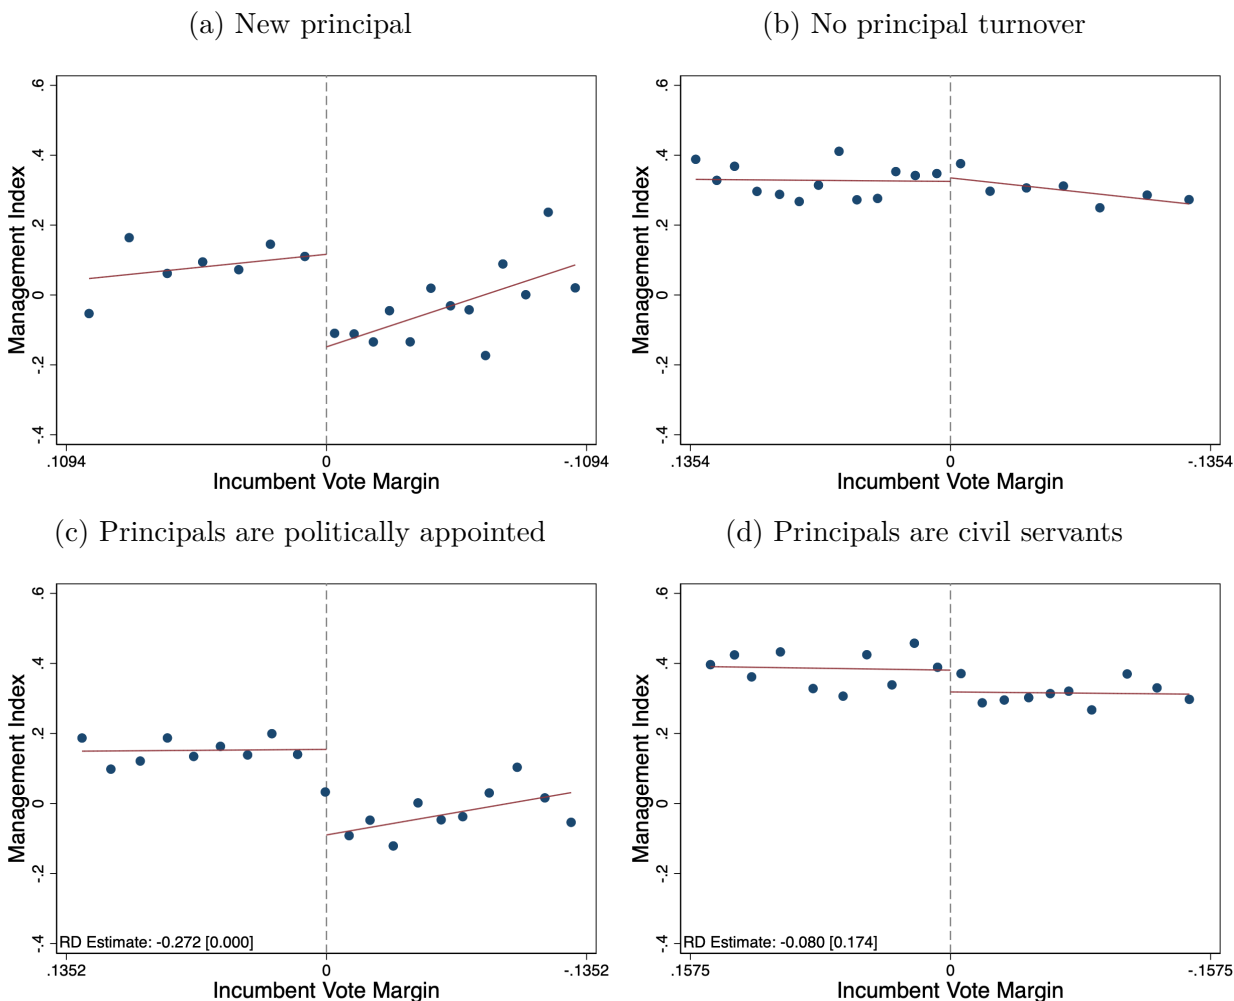 (a) New principal
.6
.4
.2
0
-.2
-.4
Management Index
.1094
0
-.1094
Incumbent Vote Margin
(b) No principal turnover
.6
.4
.2
0
-.2
-.4
Management Index
.1354
0
-.1354
Incumbent Vote Margin
(c) Principals are politically appointed
.6
.4
.2
0
-.2
-.4
Management Index
RD Estimate: -0.272 [0.000]
.1352
0
-.1352
Incumbent Vote Margin
(d) Principals are civil servants
.6
.4
.2
0
-.2
-.4
Management Index
RD Estimate: -0.080 [0.174]
.1575
0
-.1575
Incumbent Vote Margin